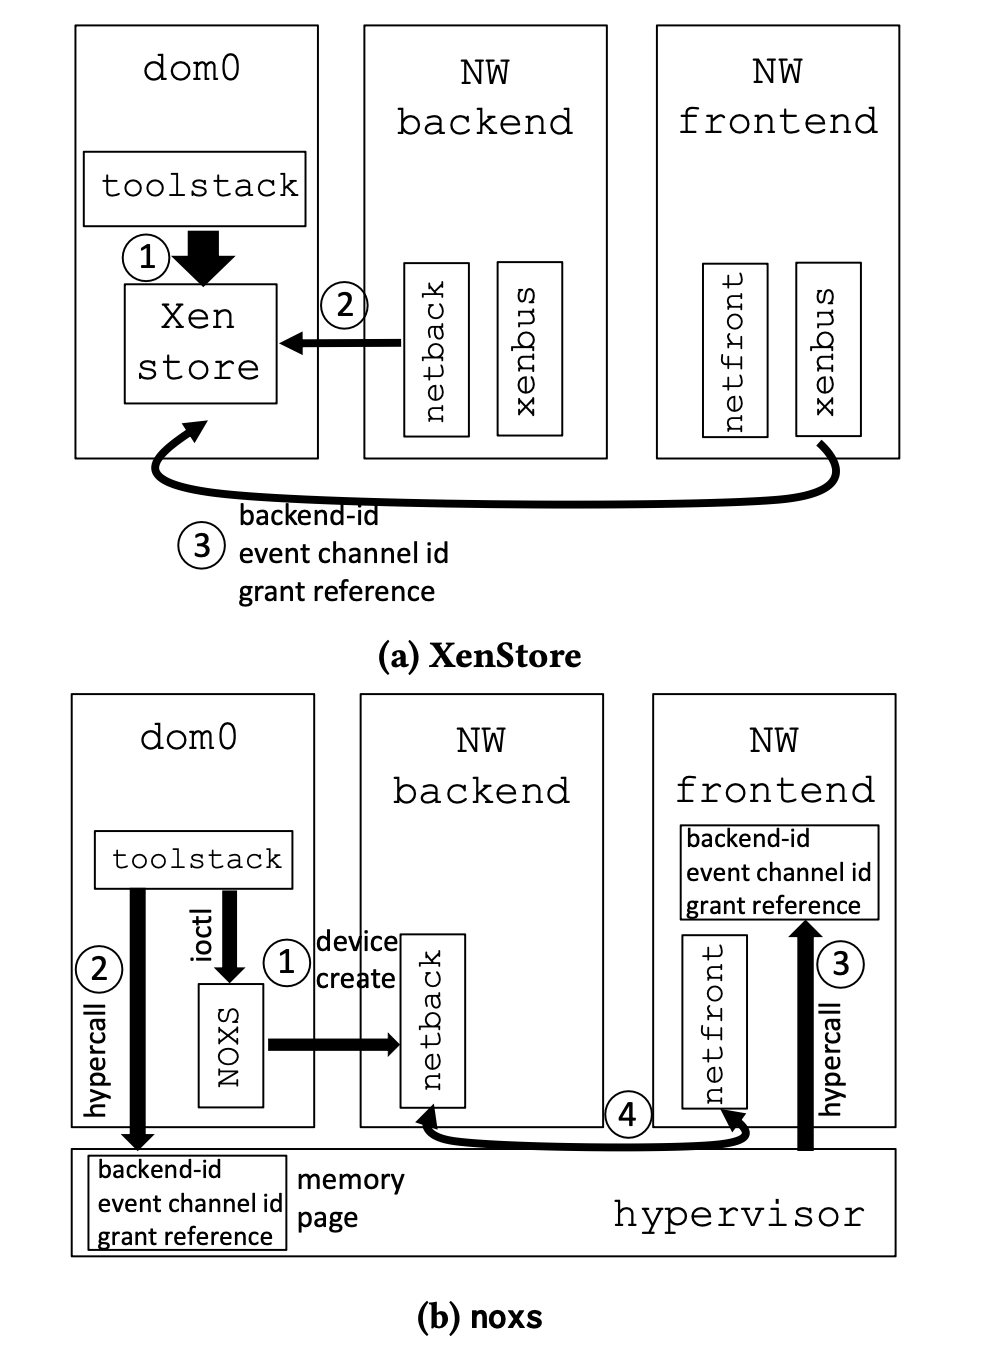 dom0
NW
backend
NW
frontend
toolstack
1
Xen
store
2
netback
xenbus
netfront
xenbus
3
backend-id
event channel id
grant reference
(a) XenStore
dom0
NW
backend
NW
frontend
toolstack
backend-id
event channel id
grant reference
ioctl
2
hypercall
1
device
create
NOXS
netback
netfront
3
hypercall
4
backend-id
event channel id
grant reference
memory
page
hypervisor
(b) noxs